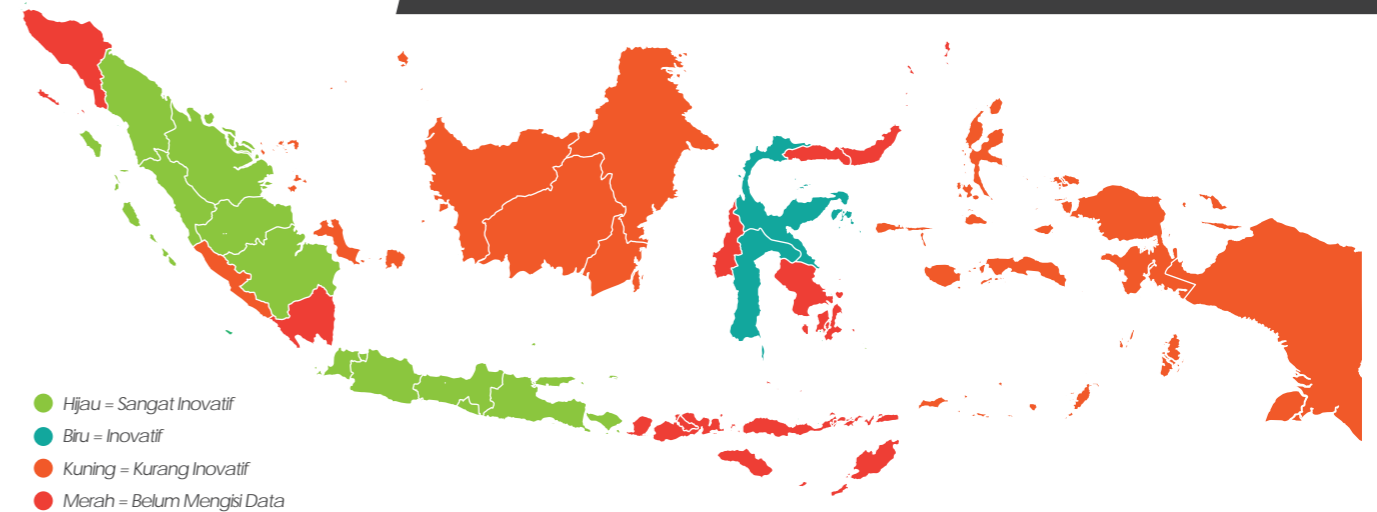 Hijau = Sangat Inovatif
Biru = Inovatif
Kuning = Kurang Inovatif
Merah = Belum Mengisi Data